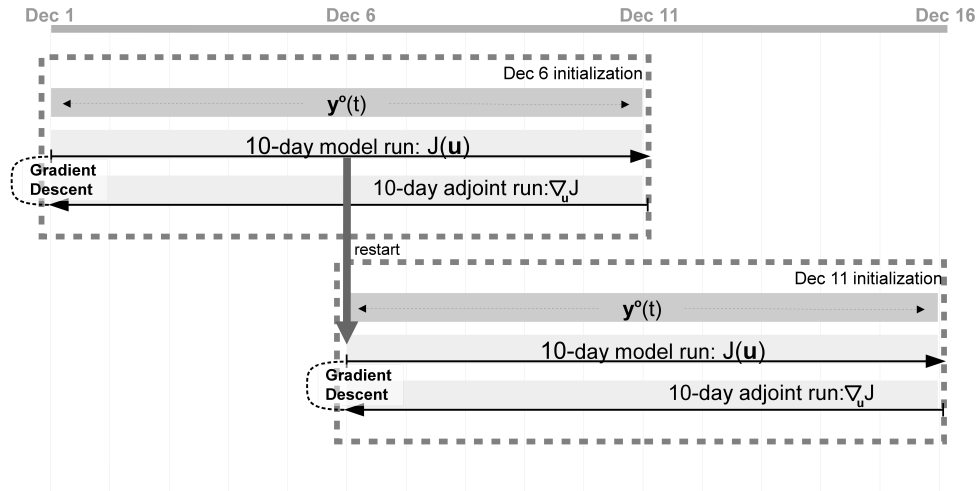 Dec 1 Dec 6 Dec 11 Dec 16
Dec 6 initialization
yᵒ(t)
10-day model run: J(u)
Gradient
Descent
10-day adjoint run:∇ᵤJ
restart
Dec 11 initialization
yᵒ(t)
10-day model run: J(u)
Gradient
Descent
10-day adjoint run:∇ᵤJ